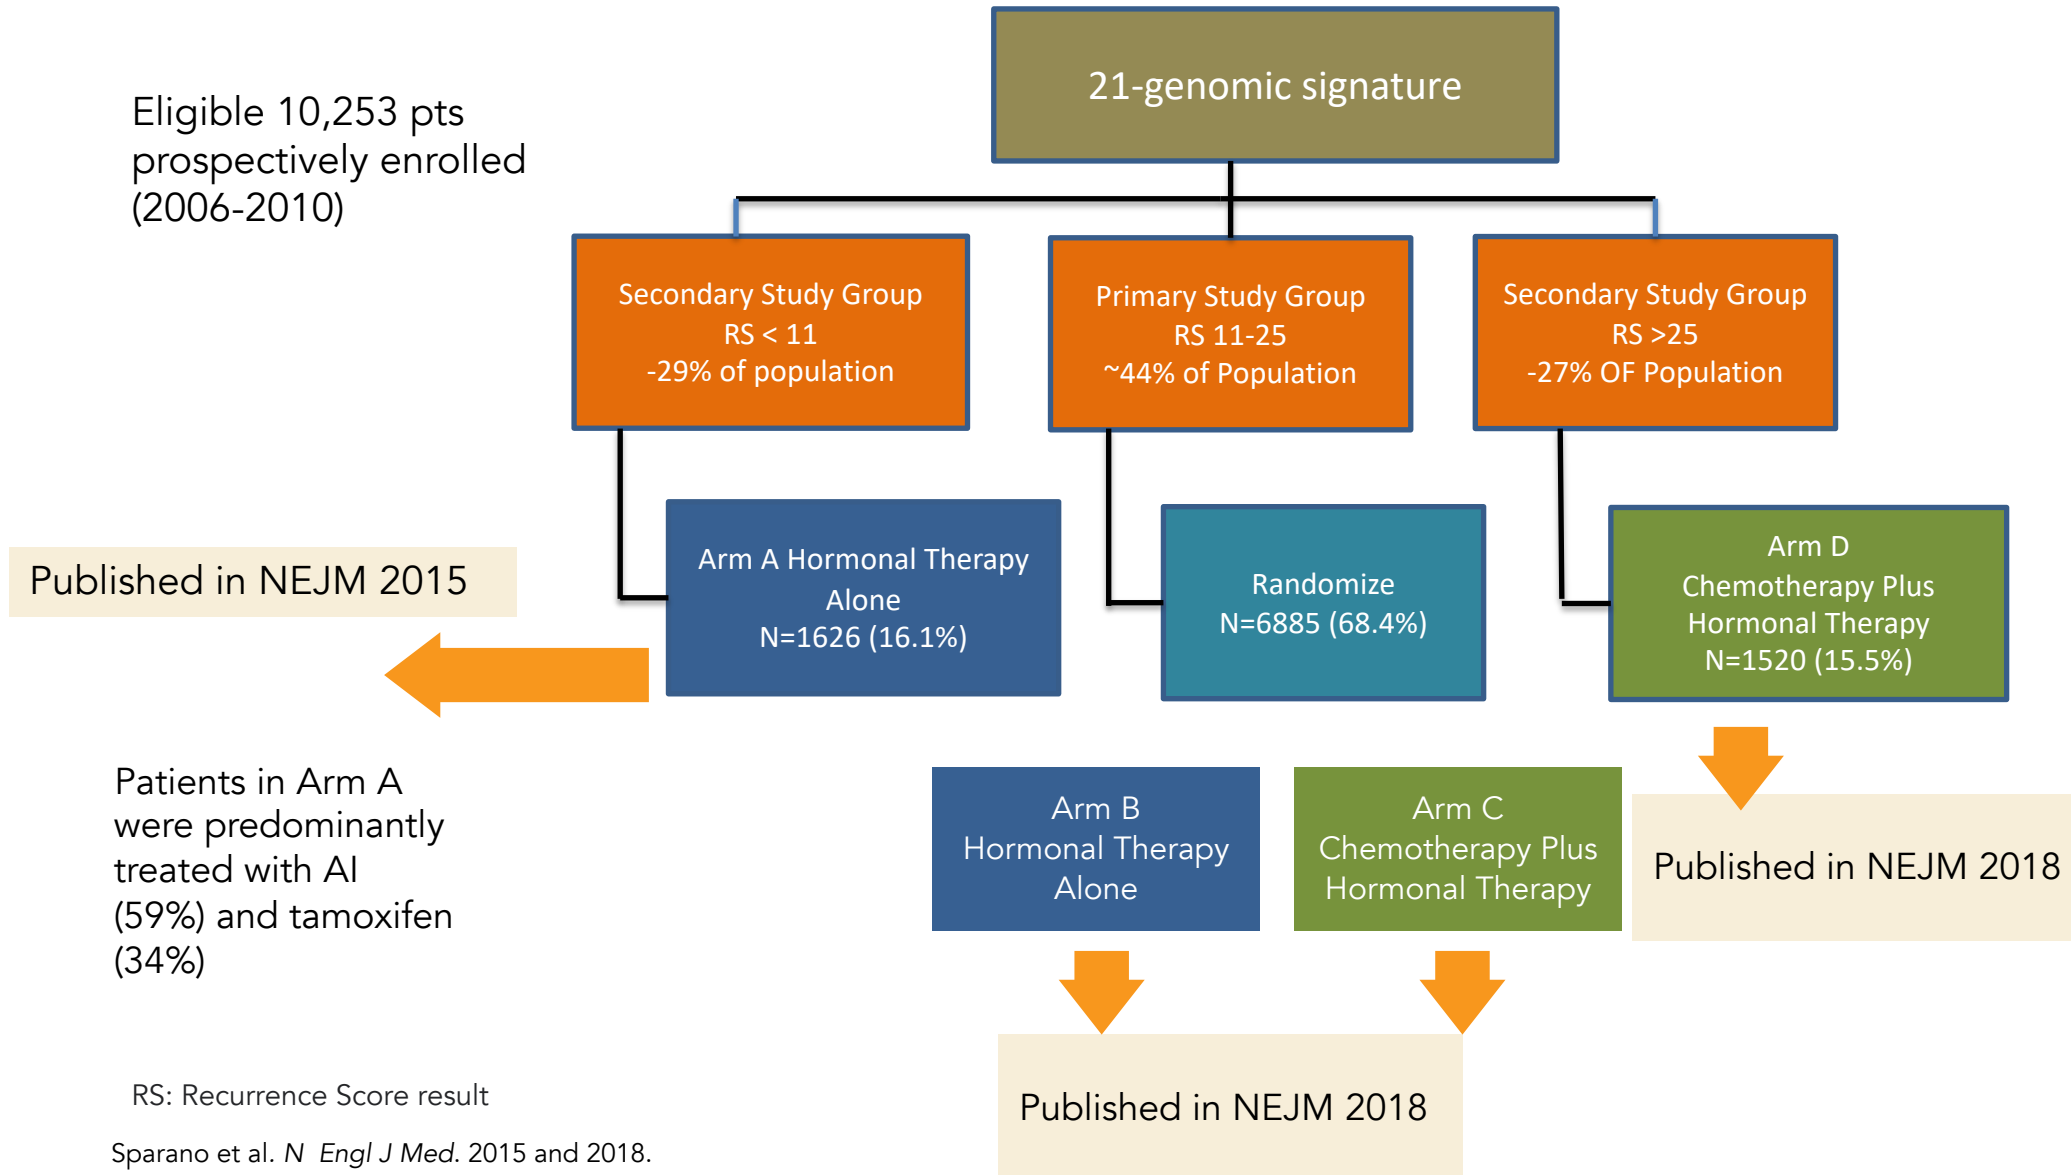 21-genomic signature
Eligible 10,253 pts
prospectively enrolled
(2006-2010)
Secondary Study Group
RS < 11
-29% of population
Primary Study Group
RS 11-25
~44% of Population
Secondary Study Group
RS >25
-27% OF Population
Published in NEJM 2015
Arm A Hormonal Therapy
Alone
N=1626 (16.1%)
Randomize
N=6885 (68.4%)
Arm D
Chemotherapy Plus
Hormonal Therapy
N=1520 (15.5%)
Patients in Arm A
were predominantly
treated with AI
(59%) and tamoxifen
(34%)
Arm B
Hormonal Therapy
Alone
Arm C
Chemotherapy Plus
Hormonal Therapy
Published in NEJM 2018
Published in NEJM 2018
RS: Recurrence Score result
Sparano et al. N Engl J Med. 2015 and 2018.